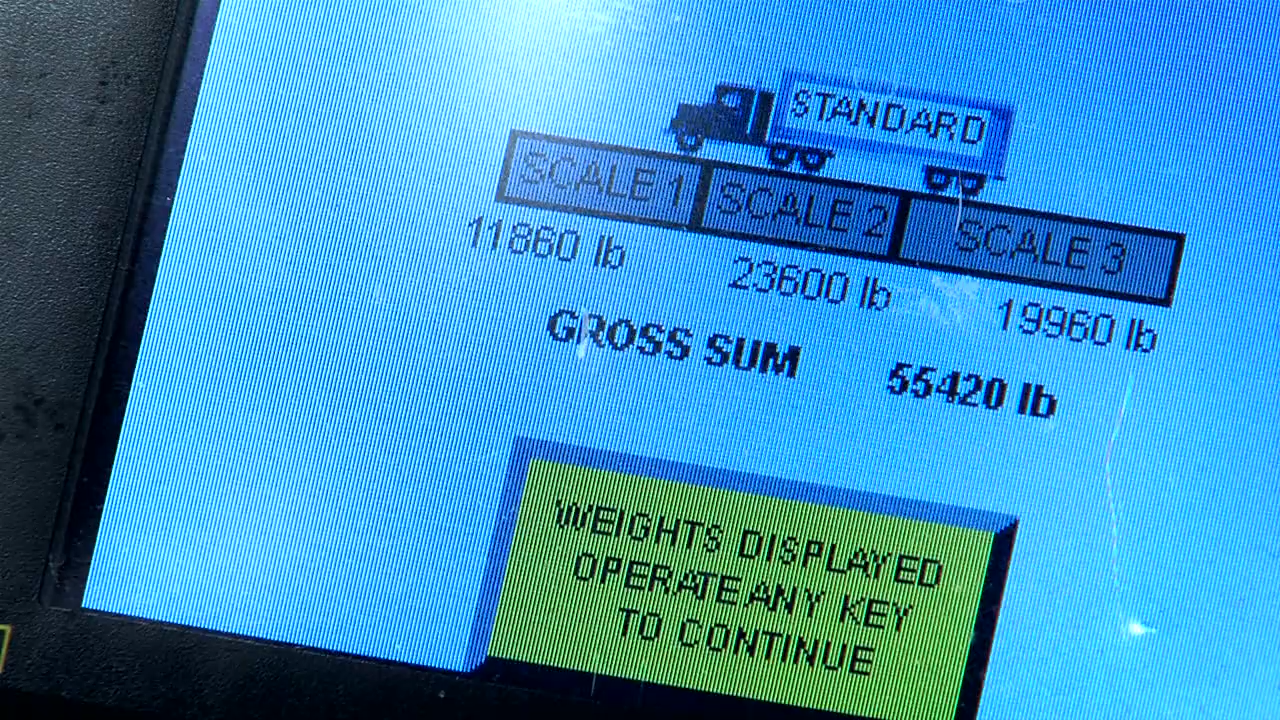 STANDARD
SCALE 1 SCALE 2 SCALE 3
11860 lb 23600 lb 19960 lb
GROSS SUM 55420 lb
WEIGHTS DISPLAYED
OPERATE ANY KEY
TO CONTINUE